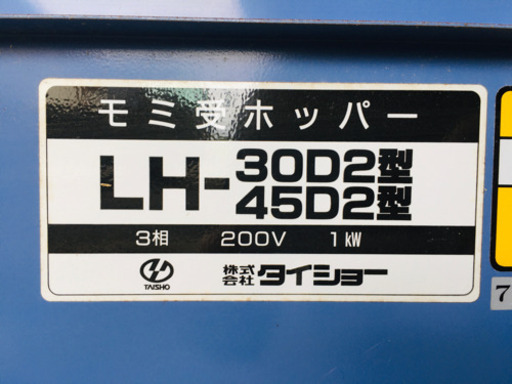 モミ受ホッパー
LH-30D2型
45D2型
3相 200V 1kW
TAISHO 株式会社タイショー
7